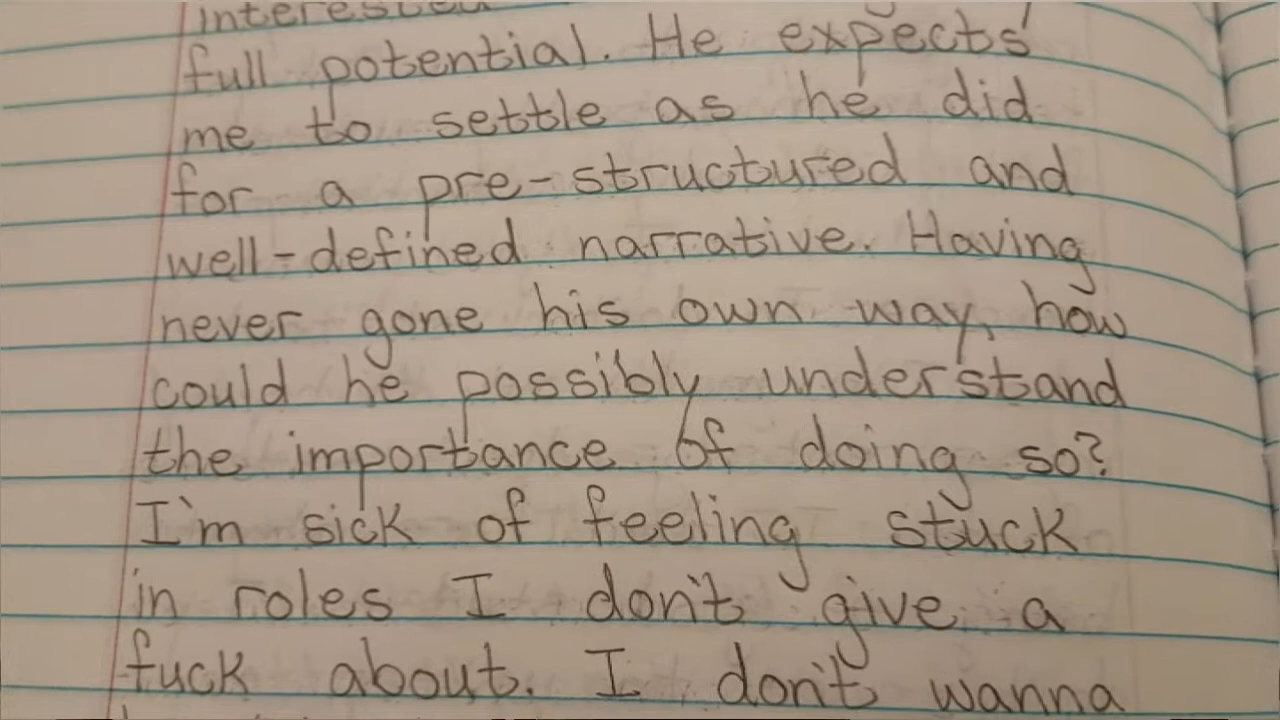 interested
full potential. He expects
me to settle as he did
for a pre-structured and
well-defined narrative. Having
never gone his own way, how
could he possibly understand
the importance of doing so?
I'm sick of feeling stuck
in roles I don't give a
fuck about. I don't wanna